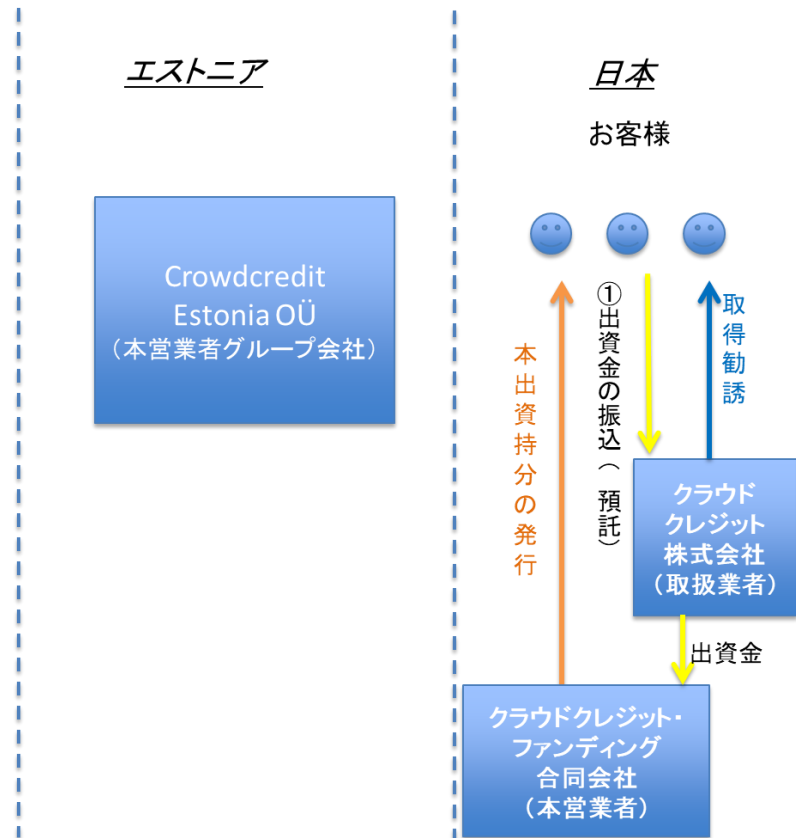 エストニア
日本
お客様
Crowdcredit
Estonia OÜ
（本営業者グループ会社）
本出資持分の発行
①出資金の振込（預託）
取得勧誘
クラウド
クレジット
株式会社
（取扱業者）
出資金
クラウドクレジット・
ファンディング
合同会社
（本営業者）